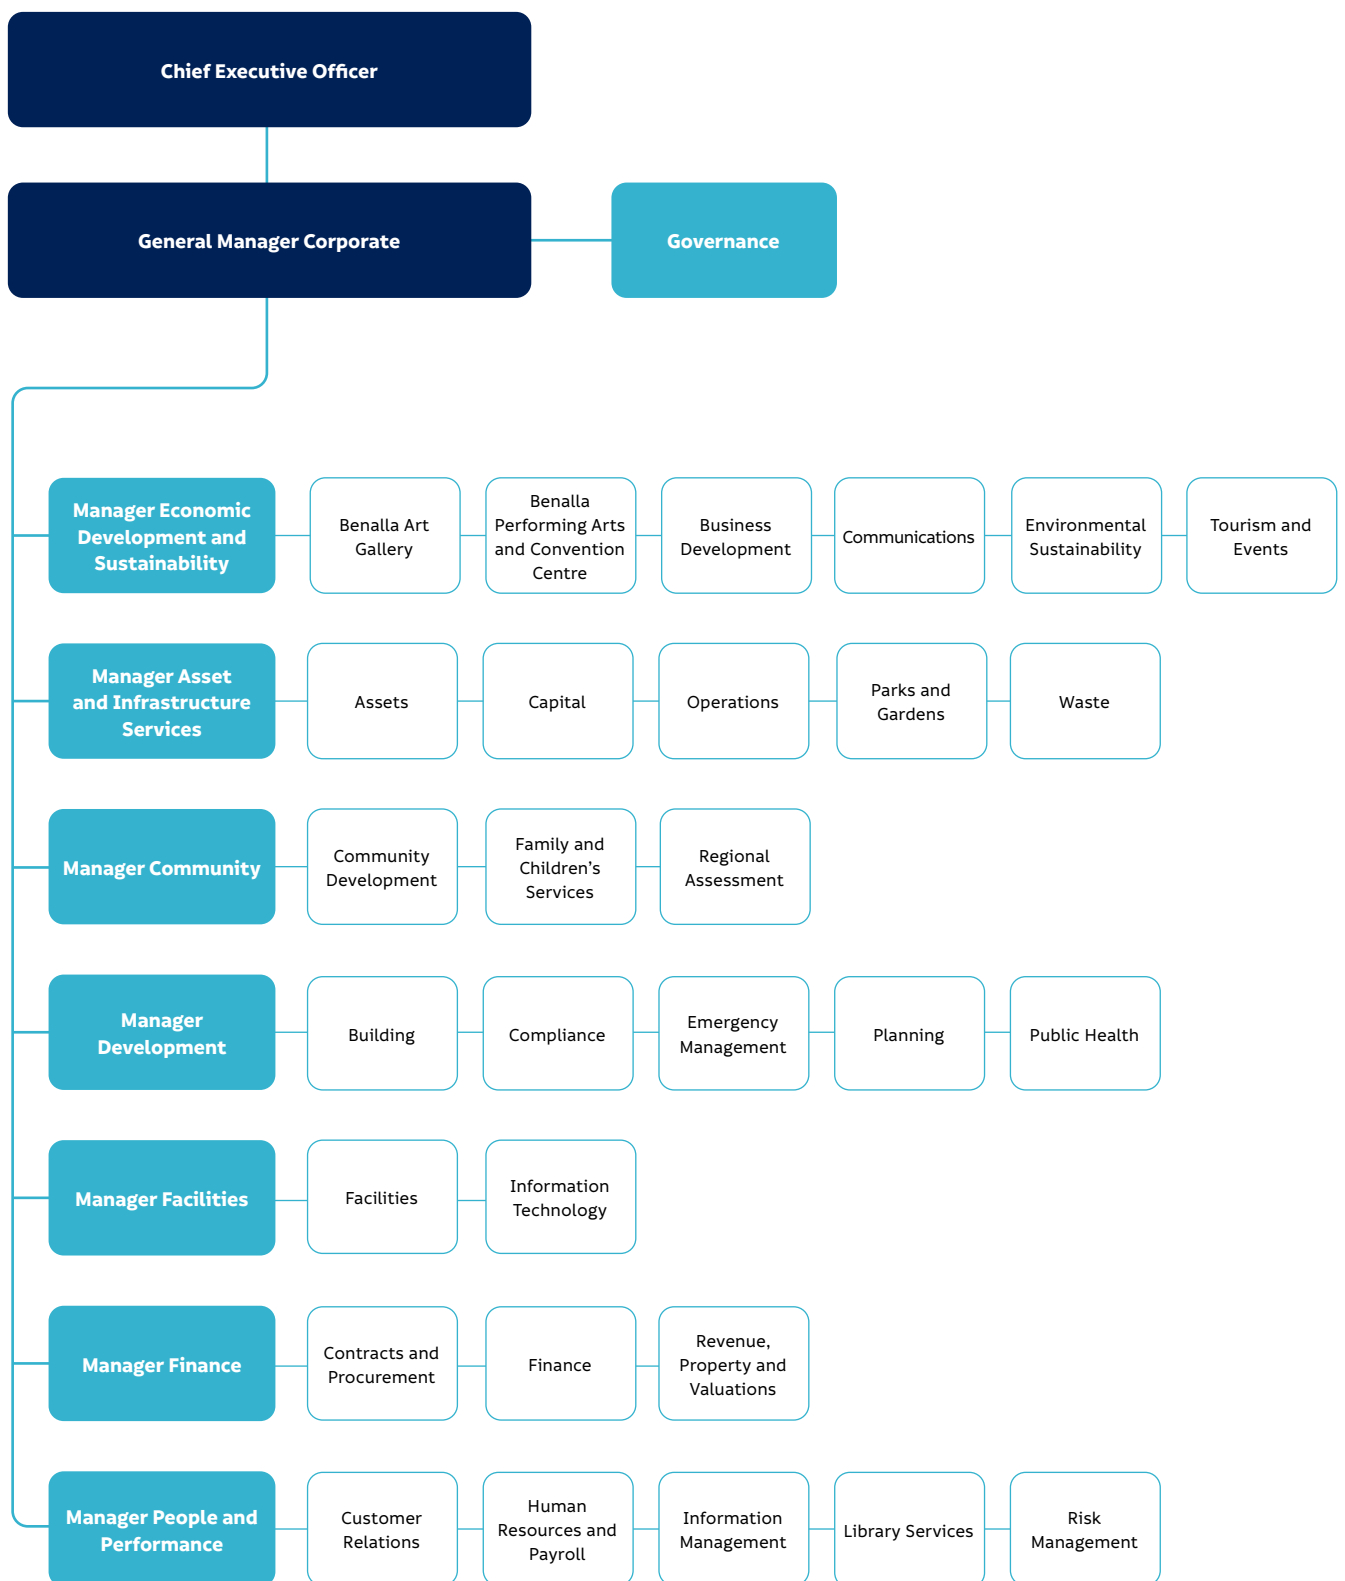 Chief Executive Officer
General Manager Corporate
Governance
Manager Economic
Development and
Sustainability
Benalla Art
Gallery
Benalla
Performing Arts
and Convention
Centre
Business
Development
Communications
Environmental
Sustainability
Tourism and
Events
Manager Asset
and Infrastructure
Services
Assets
Capital
Operations
Parks and
Gardens
Waste
Manager Community
Community
Development
Family and
Children’s
Services
Regional
Assessment
Manager
Development
Building
Compliance
Emergency
Management
Planning
Public Health
Manager Facilities
Facilities
Information
Technology
Manager Finance
Contracts and
Procurement
Finance
Revenue,
Property and
Valuations
Manager People and
Performance
Customer
Relations
Human
Resources and
Payroll
Information
Management
Library Services
Risk
Management